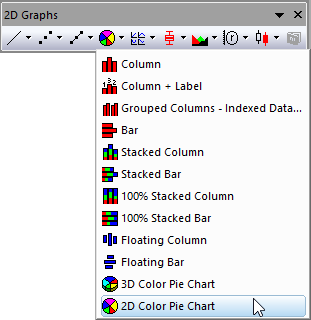 2D Graphs
Column
Column + Label
Grouped Columns - Indexed Data...
Bar
Stacked Column
Stacked Bar
100% Stacked Column
100% Stacked Bar
Floating Column
Floating Bar
3D Color Pie Chart
2D Color Pie Chart